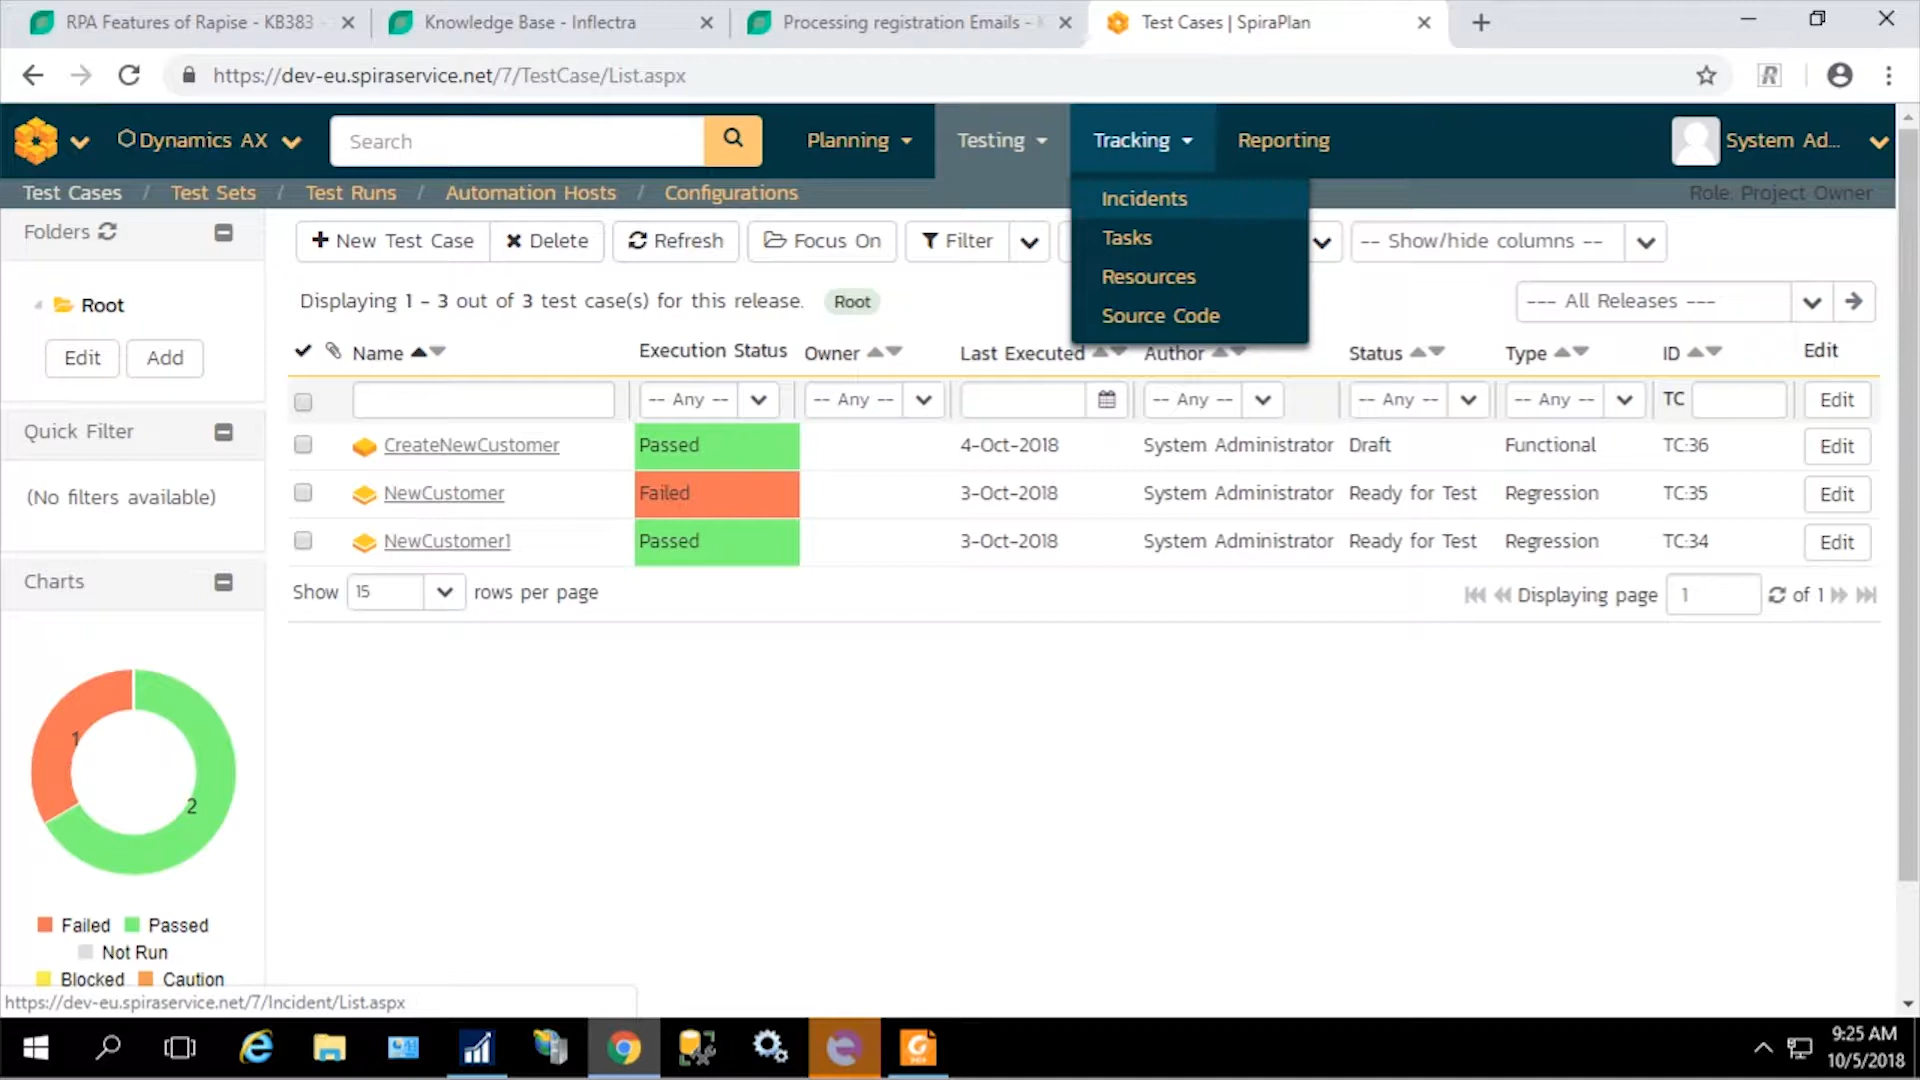 RPA Features of Rapise - KB383
Knowledge Base - Inflectra
Processing registration Emails -
Test Cases | SpiraPlan
https://dev-eu.spiraservice.net/7/TestCase/List.aspx
Dynamics AX
Search
Planning
Testing
Tracking
Reporting
System Ad...
Test Cases / Test Sets / Test Runs / Automation Hosts / Configurations
Role: Project Owner
Incidents
Tasks
Resources
Source Code
Folders
Root
Edit
Add
Quick Filter
(No filters available)
Charts
New Test Case
Delete
Refresh
Focus On
Filter
-- Show/hide columns --
Displaying 1 - 3 out of 3 test case(s) for this release. Root
--- All Releases ---
Name Execution Status Owner Last Executed Author Status Type ID Edit
-- Any -- -- Any -- -- Any -- -- Any -- -- Any -- TC Edit
CreateNewCustomer Passed 4-Oct-2018 System Administrator Draft Functional TC:36 Edit
NewCustomer Failed 3-Oct-2018 System Administrator Ready for Test Regression TC:35 Edit
NewCustomer1 Passed 3-Oct-2018 System Administrator Ready for Test Regression TC:34 Edit
Show 15 rows per page
Displaying page 1 of 1
1
2
Failed Passed
Not Run
Blocked Caution
https://dev-eu.spiraservice.net/7/Incident/List.aspx
9:25 AM
10/5/2018